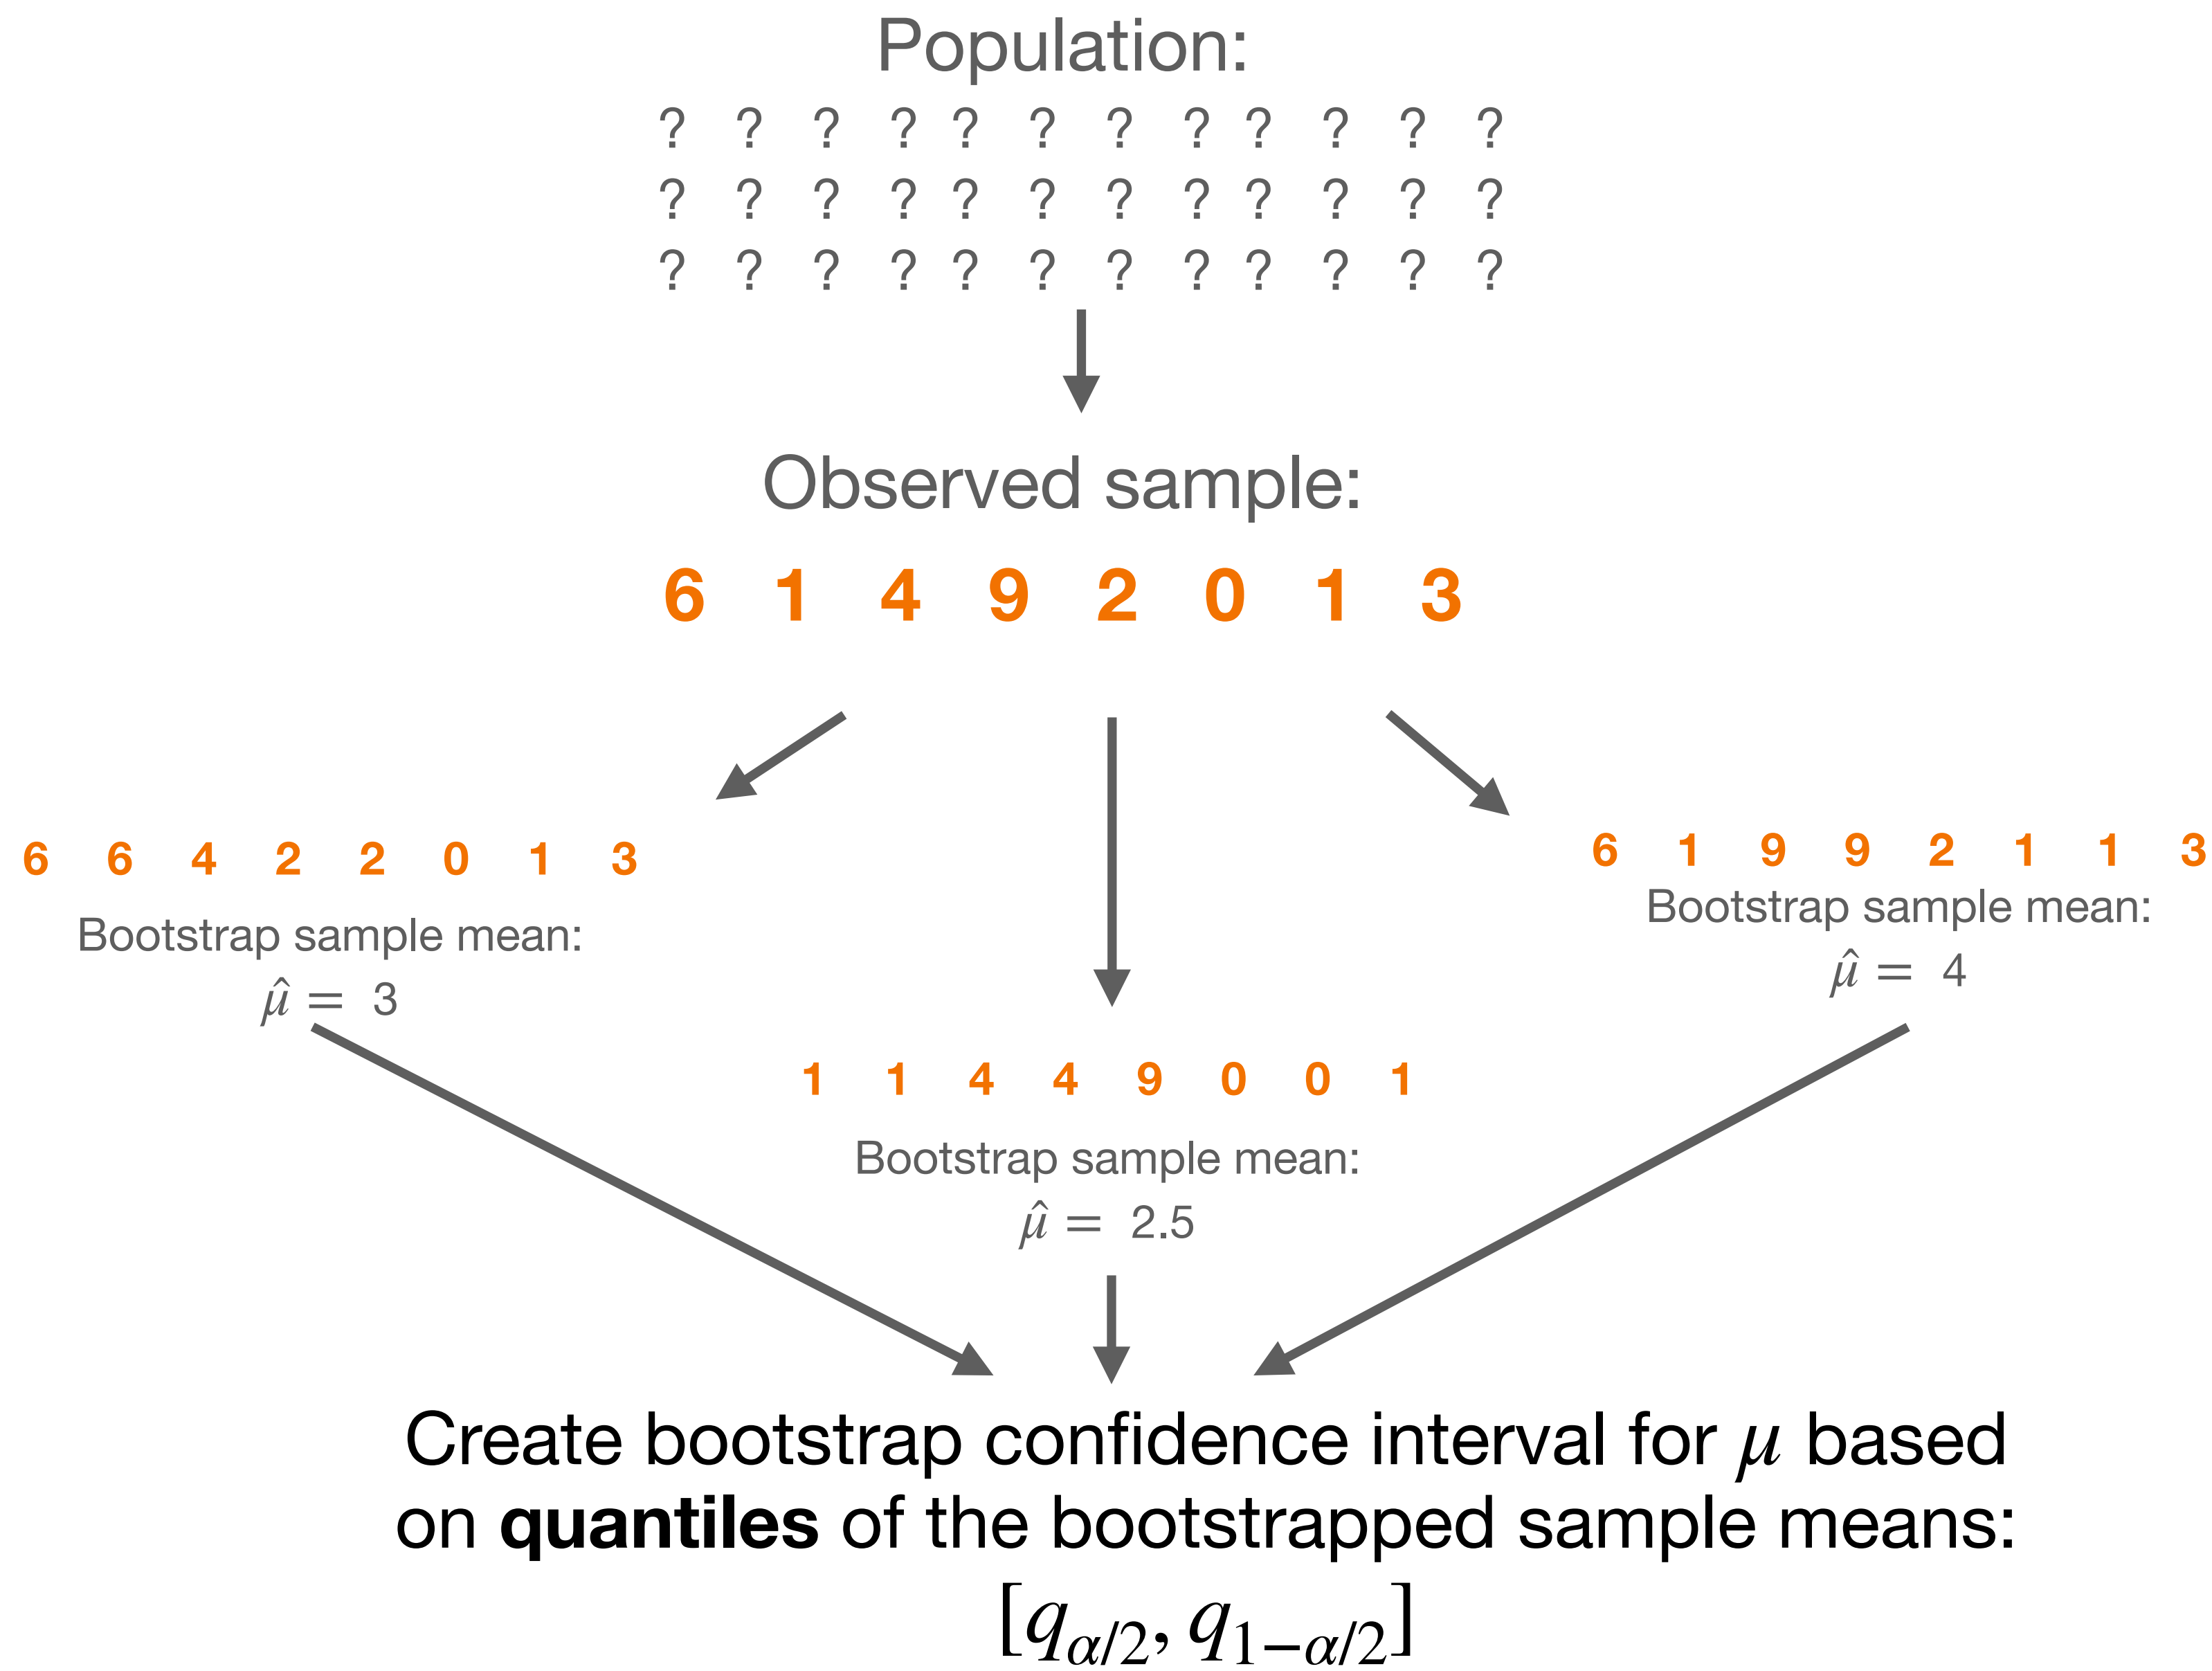 Population:
? ? ? ? ? ? ? ? ? ? ? ?
? ? ? ? ? ? ? ? ? ? ? ?
? ? ? ? ? ? ? ? ? ? ? ?
Observed sample:
6 1 4 9 2 0 1 3
6 6 4 2 2 0 1 3
Bootstrap sample mean:
μ̂ = 3
6 1 9 9 2 1 1 3
Bootstrap sample mean:
μ̂ = 4
1 1 4 4 9 0 0 1
Bootstrap sample mean:
μ̂ = 2.5
Create bootstrap confidence interval for μ based
on quantiles of the bootstrapped sample means:
[q_{α/2}, q_{1−α/2}]